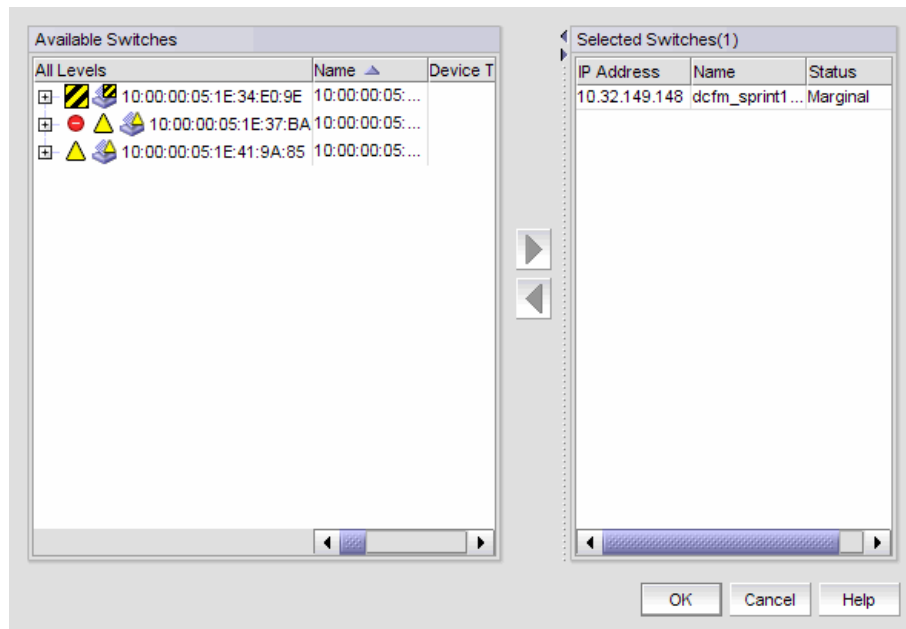 Available Switches
All Levels Name Device T
10:00:00:05:1E:34:E0:9E 10:00:00:05:...
10:00:00:05:1E:37:BA 10:00:00:05:...
10:00:00:05:1E:41:9A:85 10:00:00:05:...
Selected Switches(1)
IP Address Name Status
10.32.149.148 dcfm_sprint1... Marginal
OK Cancel Help